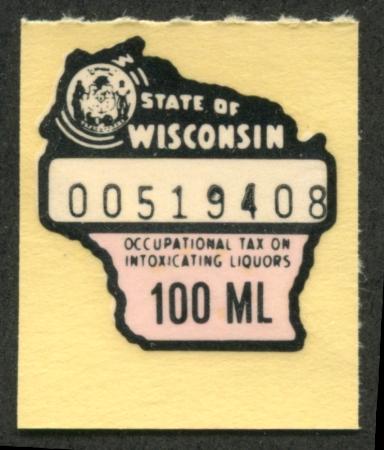 STATE OF
WISCONSIN
00519408
OCCUPATIONAL TAX ON
INTOXICATING LIQUORS
100 ML